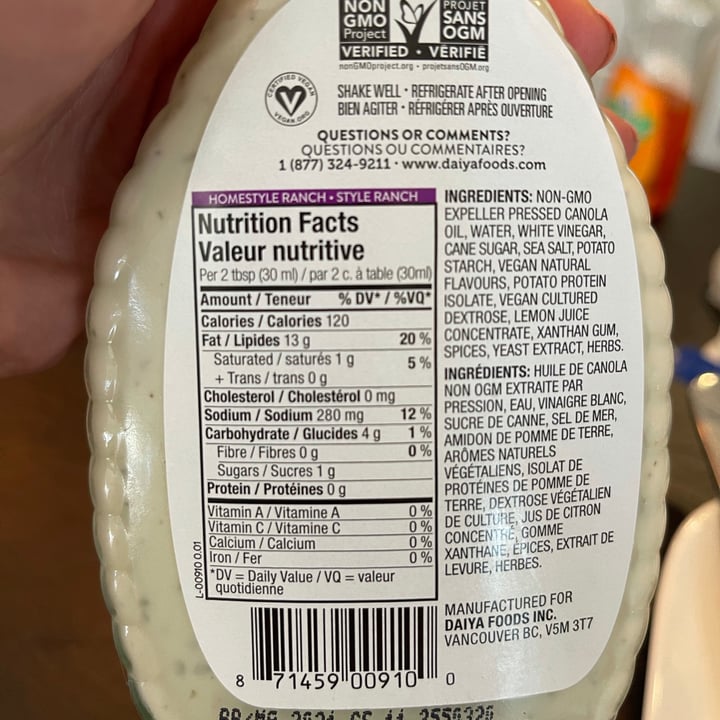 NON GMO Project
PROJET SANS OGM
VERIFIED • VÉRIFIÉ
nonGMOproject.org • projetsansOGM.org
CERTIFIED VEGAN
VEGAN.ORG
SHAKE WELL • REFRIGERATE AFTER OPENING
BIEN AGITER • RÉFRIGÉRER APRÈS OUVERTURE
QUESTIONS OR COMMENTS?
QUESTIONS OU COMMENTAIRES?
1 (877) 324-9211 • www.daiyafoods.com
HOMESTYLE RANCH • STYLE RANCH
Nutrition Facts
Valeur nutritive
Per 2 tbsp (30 ml) / par 2 c. à table (30ml)
Amount / Teneur % DV* / %VQ*
Calories / Calories 120
Fat / Lipides 13 g 20 %
Saturated / saturés 1 g 5 %
+ Trans / trans 0 g
Cholesterol / Cholestérol 0 mg
Sodium / Sodium 280 mg 12 %
Carbohydrate / Glucides 4 g 1 %
Fibre / Fibres 0 g 0 %
Sugars / Sucres 1 g
Protein / Protéines 0 g
Vitamin A / Vitamine A 0 %
Vitamin C / Vitamine C 0 %
Calcium / Calcium 0 %
Iron / Fer 0 %
*DV = Daily Value / VQ = valeur
quotidienne
L-00910 0.01
INGREDIENTS: NON-GMO
EXPELLER PRESSED CANOLA
OIL, WATER, WHITE VINEGAR,
CANE SUGAR, SEA SALT, POTATO
STARCH, VEGAN NATURAL
FLAVOURS, POTATO PROTEIN
ISOLATE, VEGAN CULTURED
DEXTROSE, LEMON JUICE
CONCENTRATE, XANTHAN GUM,
SPICES, YEAST EXTRACT, HERBS.
INGRÉDIENTS: HUILE DE CANOLA
NON OGM EXTRAITE PAR
PRESSION, EAU, VINAIGRE BLANC,
SUCRE DE CANNE, SEL DE MER,
AMIDON DE POMME DE TERRE,
ARÔMES NATURELS
VÉGÉTALIENS, ISOLAT DE
PROTÉINES DE POMME DE
TERRE, DEXTROSE VÉGÉTALIEN
DE CULTURE, JUS DE CITRON
CONCENTRÉ, GOMME
XANTHANE, ÉPICES, EXTRAIT DE
LEVURE, HERBES.
MANUFACTURED FOR
DAIYA FOODS INC.
VANCOUVER BC, V5M 3T7
8 71459 00910 0